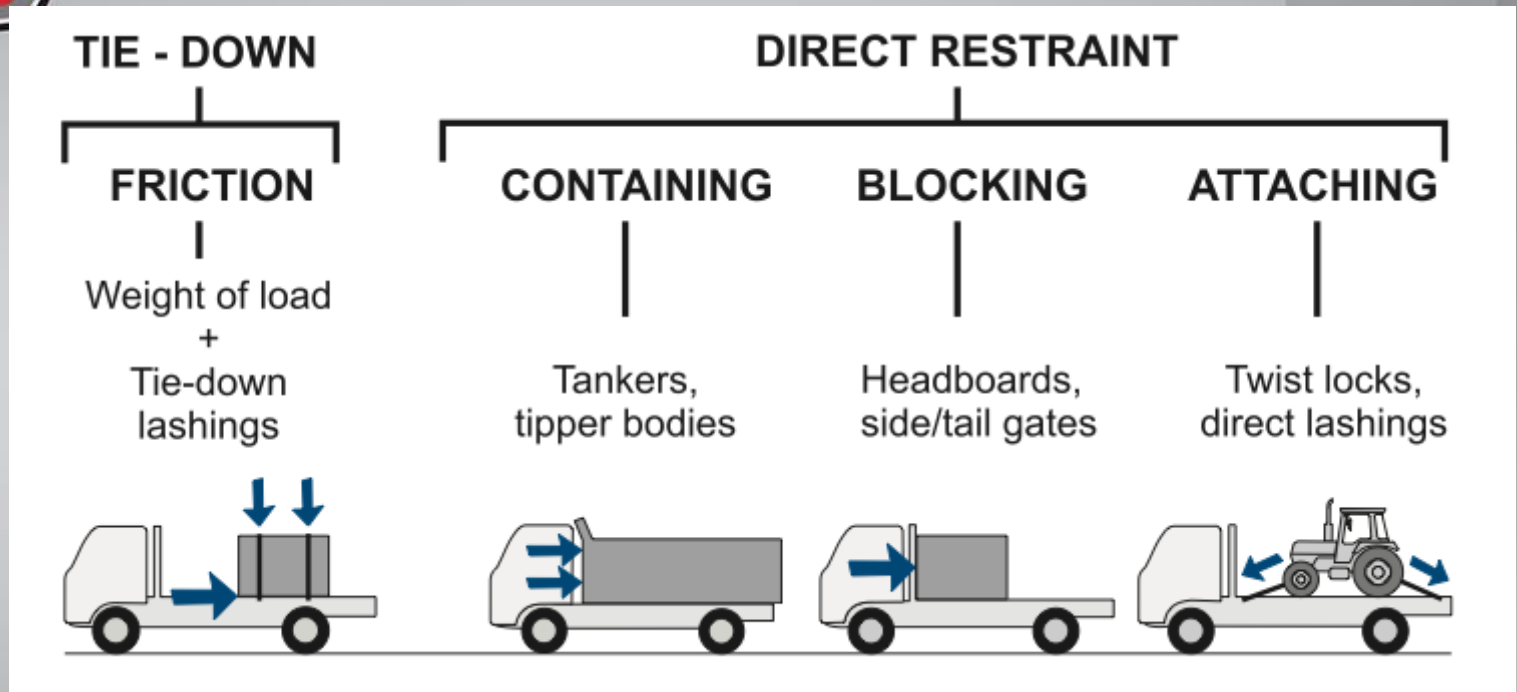 TIE - DOWN
FRICTION
Weight of load
+
Tie-down
lashings
DIRECT RESTRAINT
CONTAINING
Tankers,
tipper bodies
BLOCKING
Headboards,
side/tail gates
ATTACHING
Twist locks,
direct lashings